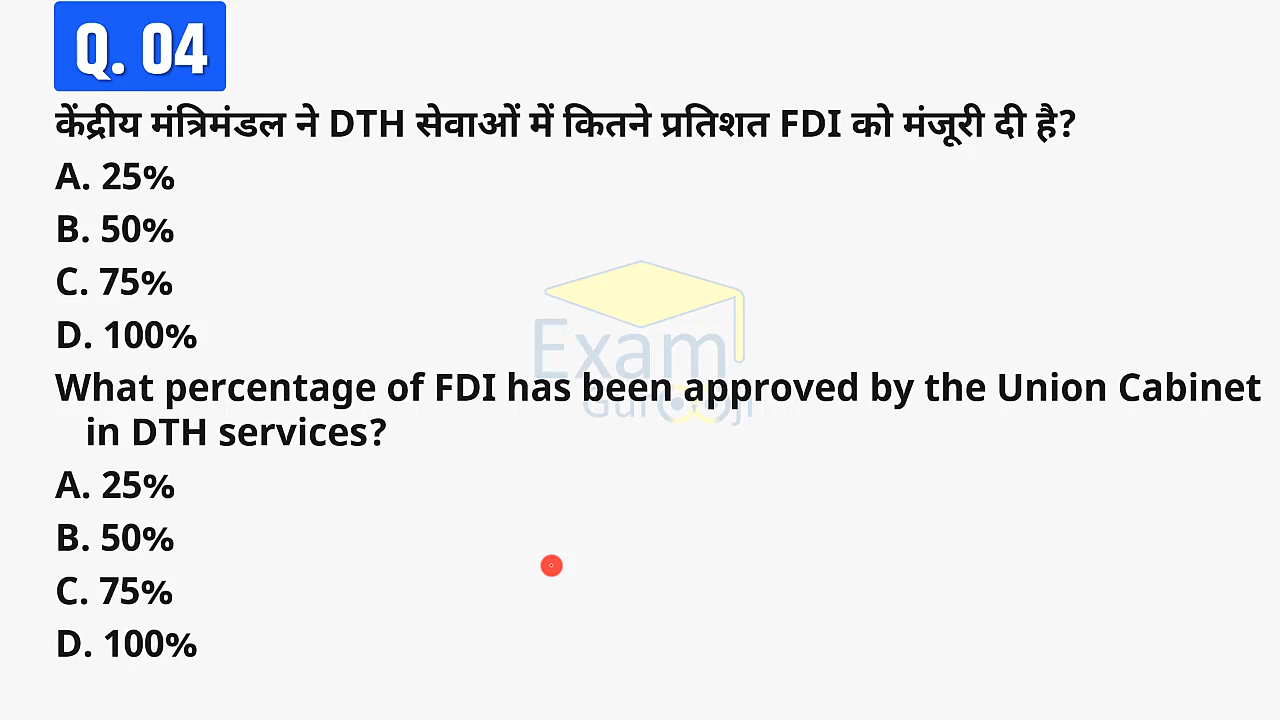 Q. 04
केंद्रीय मंत्रिमंडल ने DTH सेवाओं में कितने प्रतिशत FDI को मंजूरी दी है?
A. 25%
B. 50%
C. 75%
D. 100%
Exam
What percentage of FDI has been approved by the Union Cabinet
in DTH services?
A. 25%
B. 50%
C. 75%
D. 100%